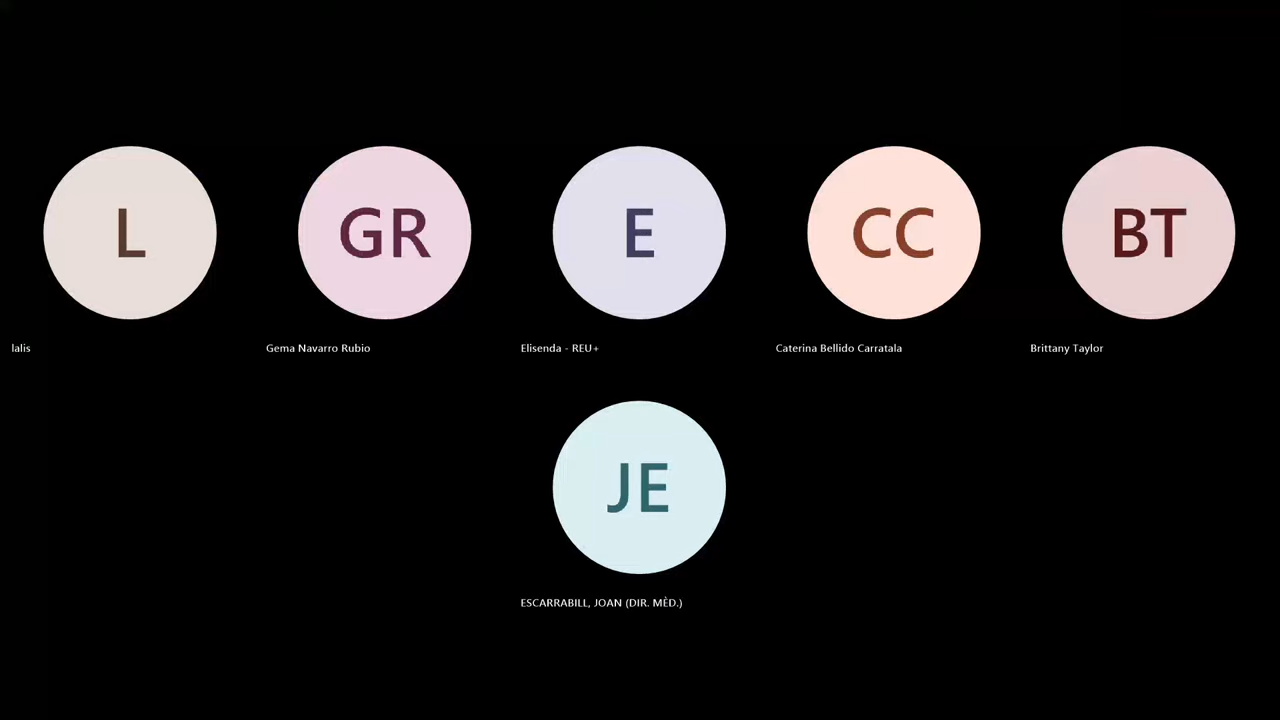 L
GR
E
CC
BT
lalis
Gema Navarro Rubio
Elisenda - REU+
Caterina Bellido Carratala
Brittany Taylor
JE
ESCARRABILL, JOAN (DIR. MÈD.)